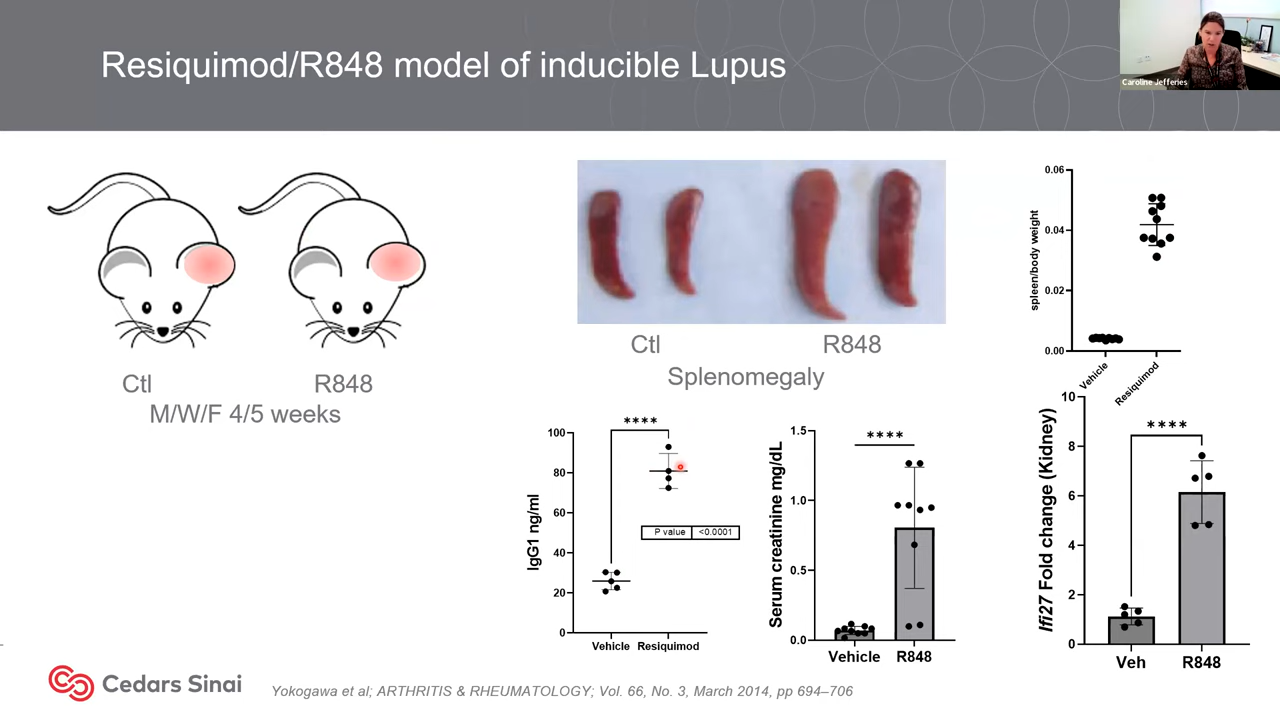 Resiquimod/R848 model of inducible Lupus
Caroline Jefferies
Ctl
R848
M/W/F 4/5 weeks
Ctl
R848
Splenomegaly
spleen/body weight
0.06
0.04
0.02
0.00
Vehicle
Resiquimod
IgG1 ng/ml
100
80
60
40
20
0
****
P value <0.0001
Vehicle Resiquimod
Serum creatinine mg/dL
1.5
1.0
0.5
0.0
****
Vehicle R848
Ifi27 Fold change (Kidney)
10
8
6
4
2
0
****
Veh R848
Cedars Sinai
Yokogawa et al; ARTHRITIS & RHEUMATOLOGY; Vol. 66, No. 3, March 2014, pp 694–706